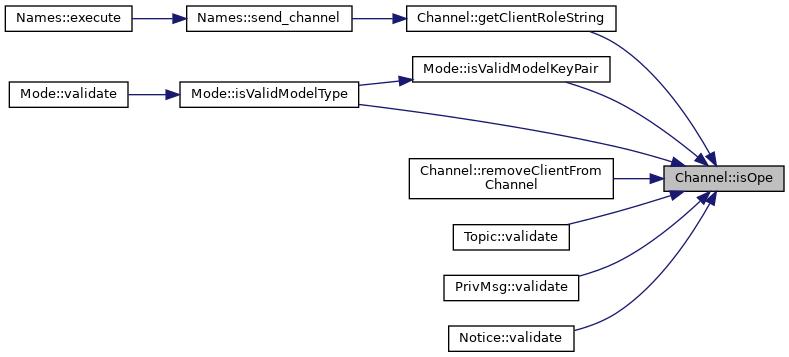 Names::execute
Names::send_channel
Channel::getClientRoleString
Mode::isValidModelKeyPair
Mode::validate
Mode::isValidModelType
Channel::removeClientFrom
Channel
Channel::isOpe
Topic::validate
PrivMsg::validate
Notice::validate